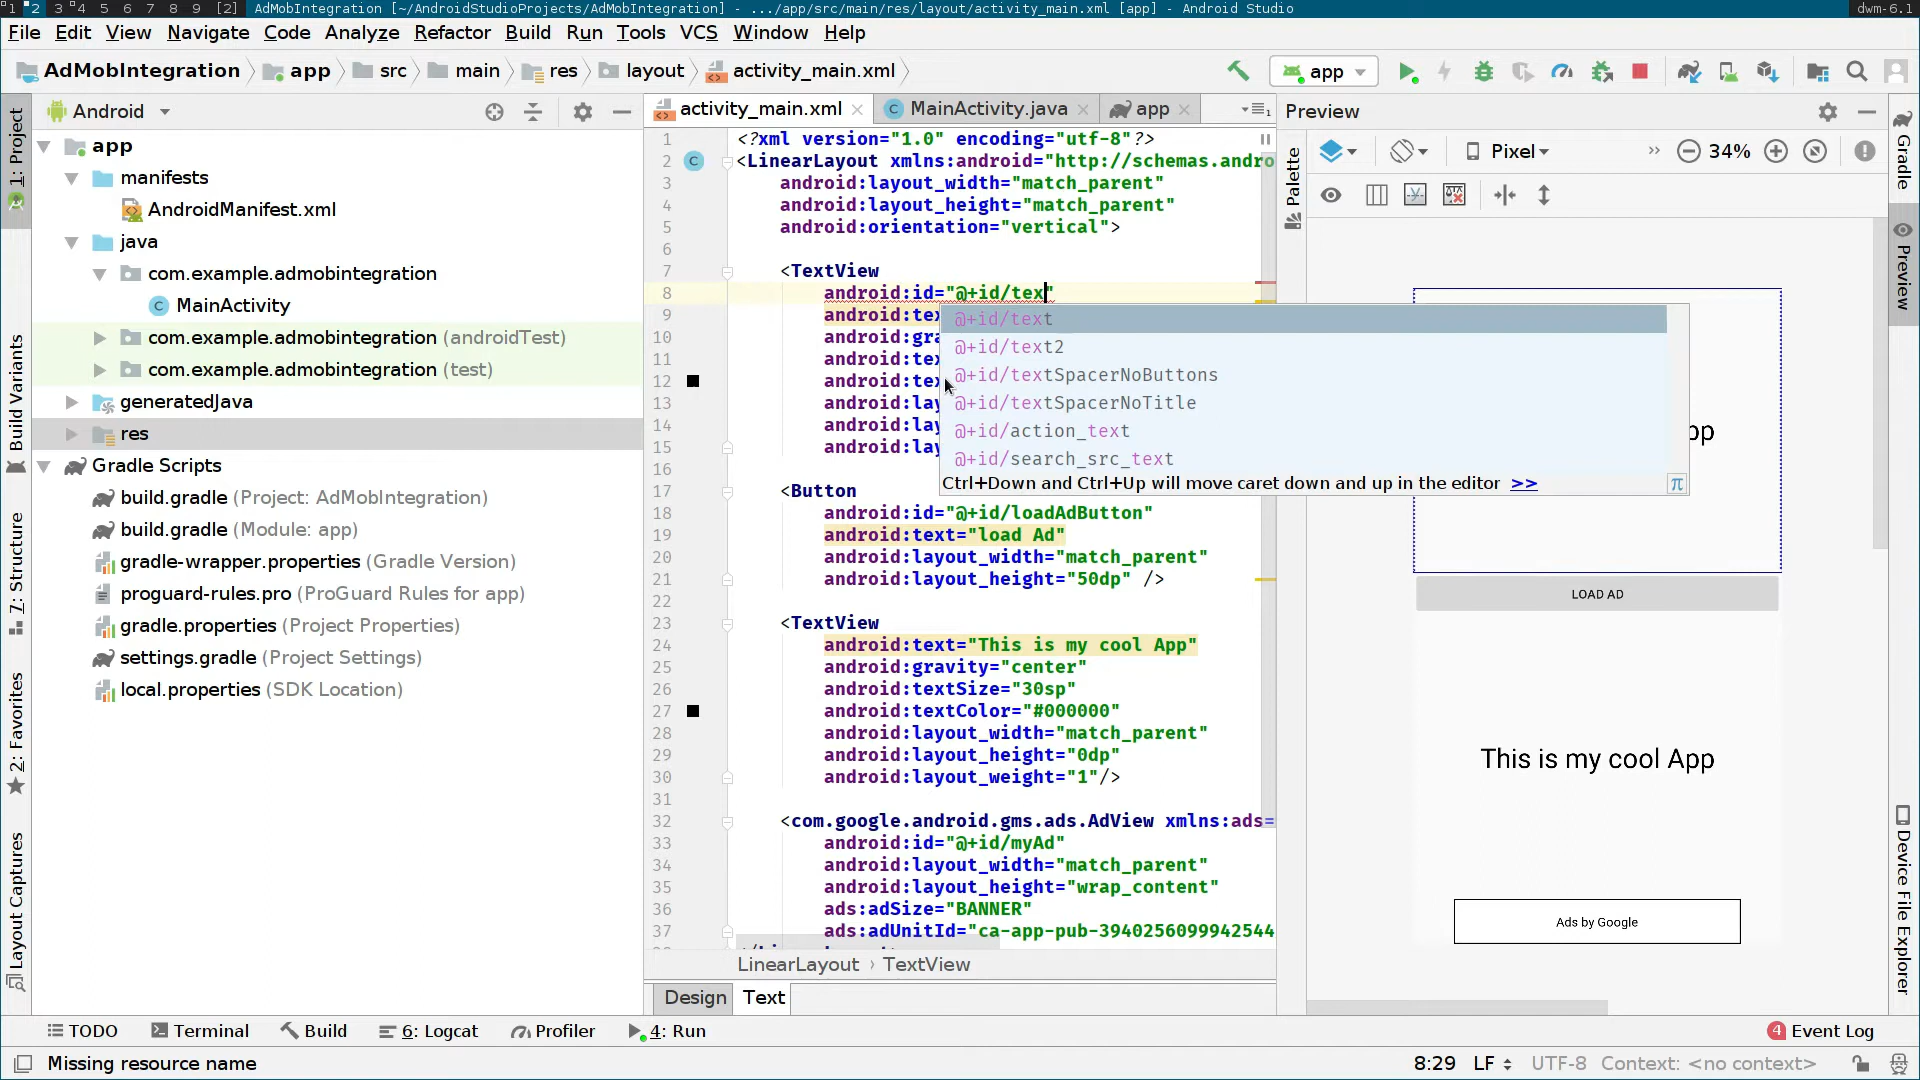 1 2 3 4 5 6 7 8 9 [2] AdMobIntegration [~/AndroidStudioProjects/AdMobIntegration] - .../app/src/main/res/layout/activity_main.xml [app] - Android Studio dwm-6.1
File Edit View Navigate Code Analyze Refactor Build Run Tools VCS Window Help
AdMobIntegration app src main res layout activity_main.xml app
Android activity_main.xml MainActivity.java app Preview
1: Project
Build Variants
7: Structure
2: Favorites
Layout Captures
app
manifests
AndroidManifest.xml
java
com.example.admobintegration
MainActivity
com.example.admobintegration (androidTest)
com.example.admobintegration (test)
generatedJava
res
Gradle Scripts
build.gradle (Project: AdMobIntegration)
build.gradle (Module: app)
gradle-wrapper.properties (Gradle Version)
proguard-rules.pro (ProGuard Rules for app)
gradle.properties (Project Properties)
settings.gradle (Project Settings)
local.properties (SDK Location)
1 <?xml version="1.0" encoding="utf-8"?>
2 C <LinearLayout xmlns:android="http://schemas.andro
3 android:layout_width="match_parent"
4 android:layout_height="match_parent"
5 android:orientation="vertical">
6
7 <TextView
8 android:id="@+id/tex"
9 android:tex
10 android:gra
11 android:tex
12 android:tex
13 android:lay
14 android:lay
15 android:lay
16
17 <Button
18 android:id="@+id/loadAdButton"
19 android:text="load Ad"
20 android:layout_width="match_parent"
21 android:layout_height="50dp" />
22
23 <TextView
24 android:text="This is my cool App"
25 android:gravity="center"
26 android:textSize="30sp"
27 android:textColor="#000000"
28 android:layout_width="match_parent"
29 android:layout_height="0dp"
30 android:layout_weight="1"/>
31
32 <com.google.android.gms.ads.AdView xmlns:ads=
33 android:id="@+id/myAd"
34 android:layout_width="match_parent"
35 android:layout_height="wrap_content"
36 ads:adSize="BANNER"
37 ads:adUnitId="ca-app-pub-3940256099942544
@+id/text
@+id/text2
@+id/textSpacerNoButtons
@+id/textSpacerNoTitle
@+id/action_text
@+id/search_src_text
Ctrl+Down and Ctrl+Up will move caret down and up in the editor >> π
LinearLayout › TextView
Design Text
Palette
Pixel 34%
pp
LOAD AD
This is my cool App
Ads by Google
Gradle
Preview
Device File Explorer
TODO Terminal Build 6: Logcat Profiler 4: Run 4 Event Log
Missing resource name 8:29 LF UTF-8 Context: <no context>